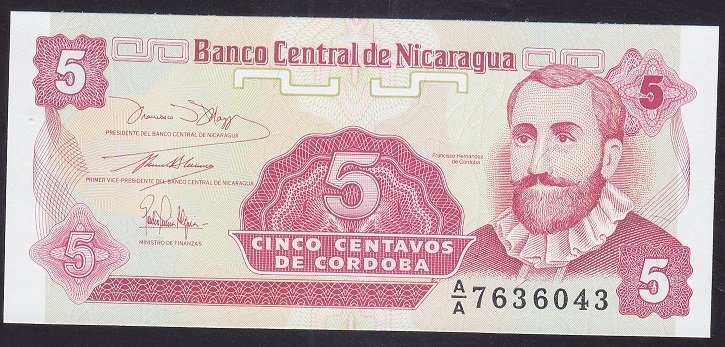 5
Banco Central de Nicaragua
5
PRESIDENTE DEL BANCO CENTRAL DE NICARAGUA
PRIMER VICE-PRESIDENTE DEL BANCO CENTRAL DE NICARAGUA
MINISTRO DE FINANZAS
Francisco Hernández
de Córdoba
5
CINCO CENTAVOS
DE CORDOBA
5
A/A 7636043
5